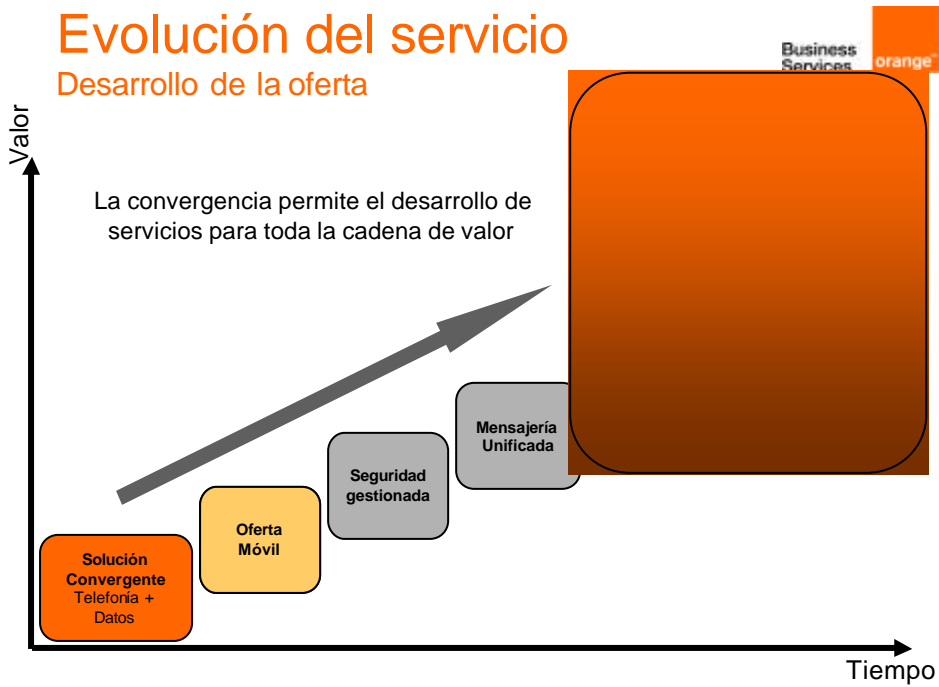 Evolución del servicio
Desarrollo de la oferta
Business
Services
orange™
Valor
La convergencia permite el desarrollo de
servicios para toda la cadena de valor
Mensajería
Unificada
Seguridad
gestionada
Oferta
Móvil
Solución
Convergente
Telefonía +
Datos
Tiempo